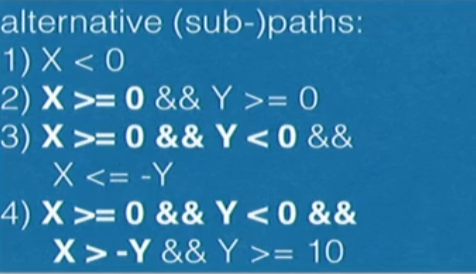 alternative (sub-)paths:
1) X < 0
2) X >= 0 && Y >= 0
3) X >= 0 && Y < 0 &&
X <= -Y
4) X >= 0 && Y < 0 &&
X > -Y && Y >= 10